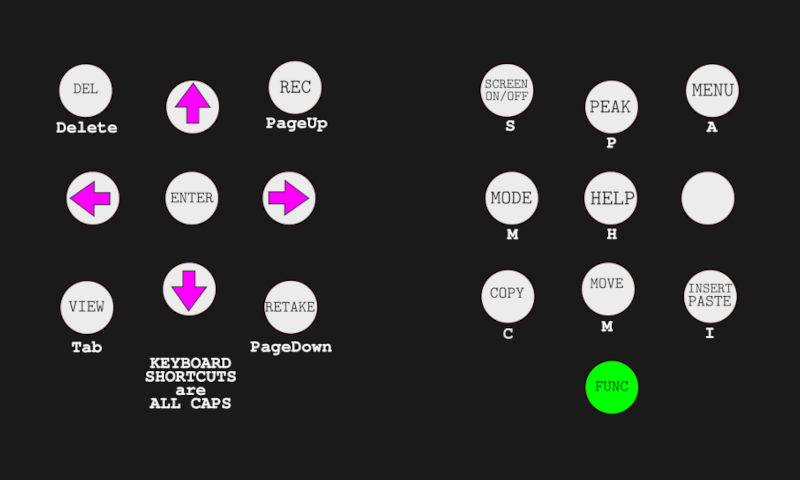 DEL
Delete
REC
PageUp
ENTER
VIEW
Tab
RETAKE
PageDown
KEYBOARD
SHORTCUTS
are
ALL CAPS
SCREEN
ON/OFF
S
PEAK
P
MENU
A
MODE
M
HELP
H
COPY
C
MOVE
M
INSERT
PASTE
I
FUNC